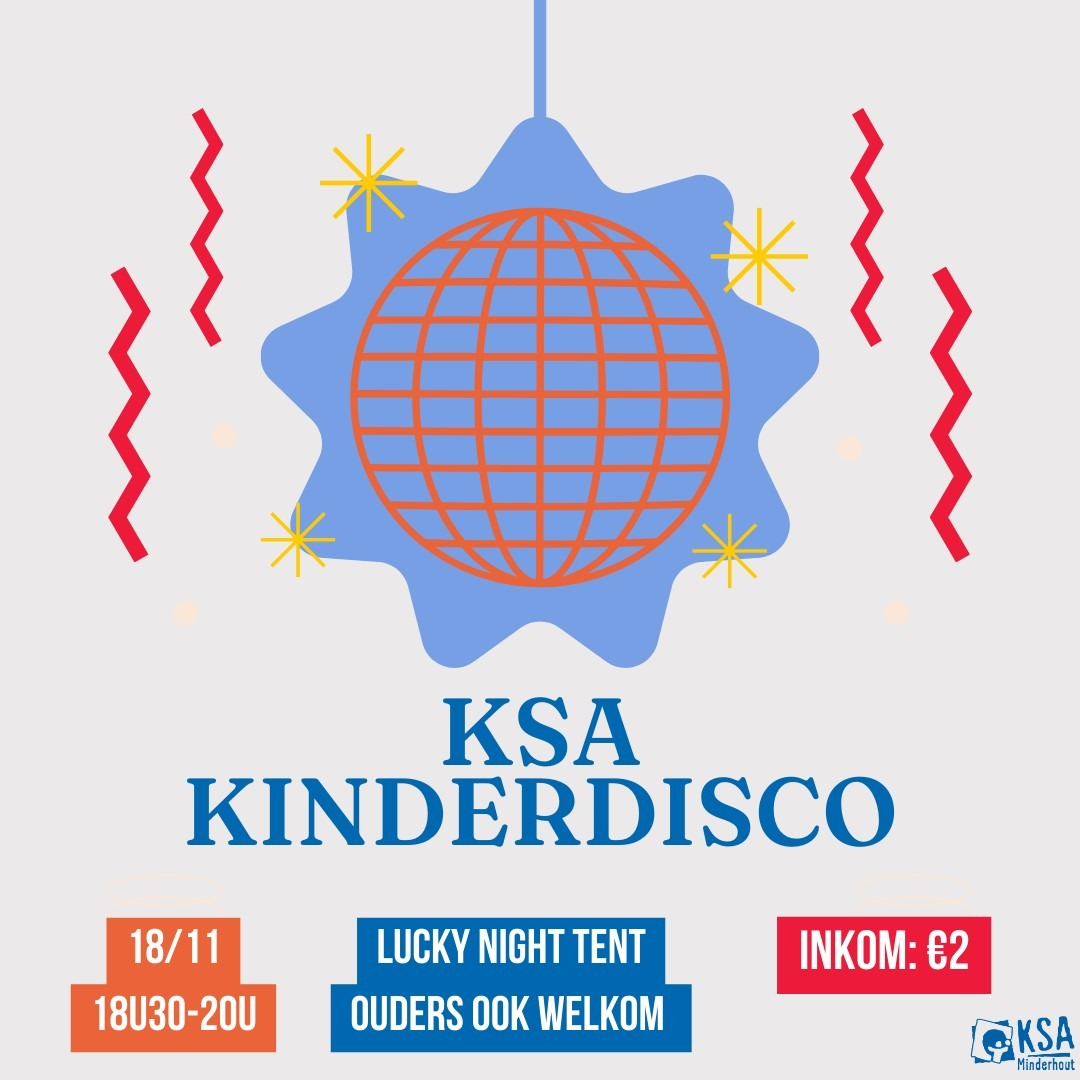 KSA
KINDERDISCO
18/11
18U30-20U
LUCKY NIGHT TENT
OUDERS OOK WELKOM
INKOM: €2
KSA
Minderhout